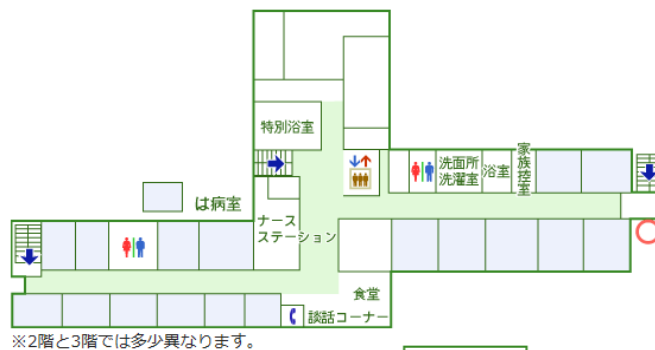 特別浴室
洗面所
洗濯室
浴室
家族控室
は病室
ナース
ステーション
食堂
談話コーナー
※2階と3階では多少異なります。